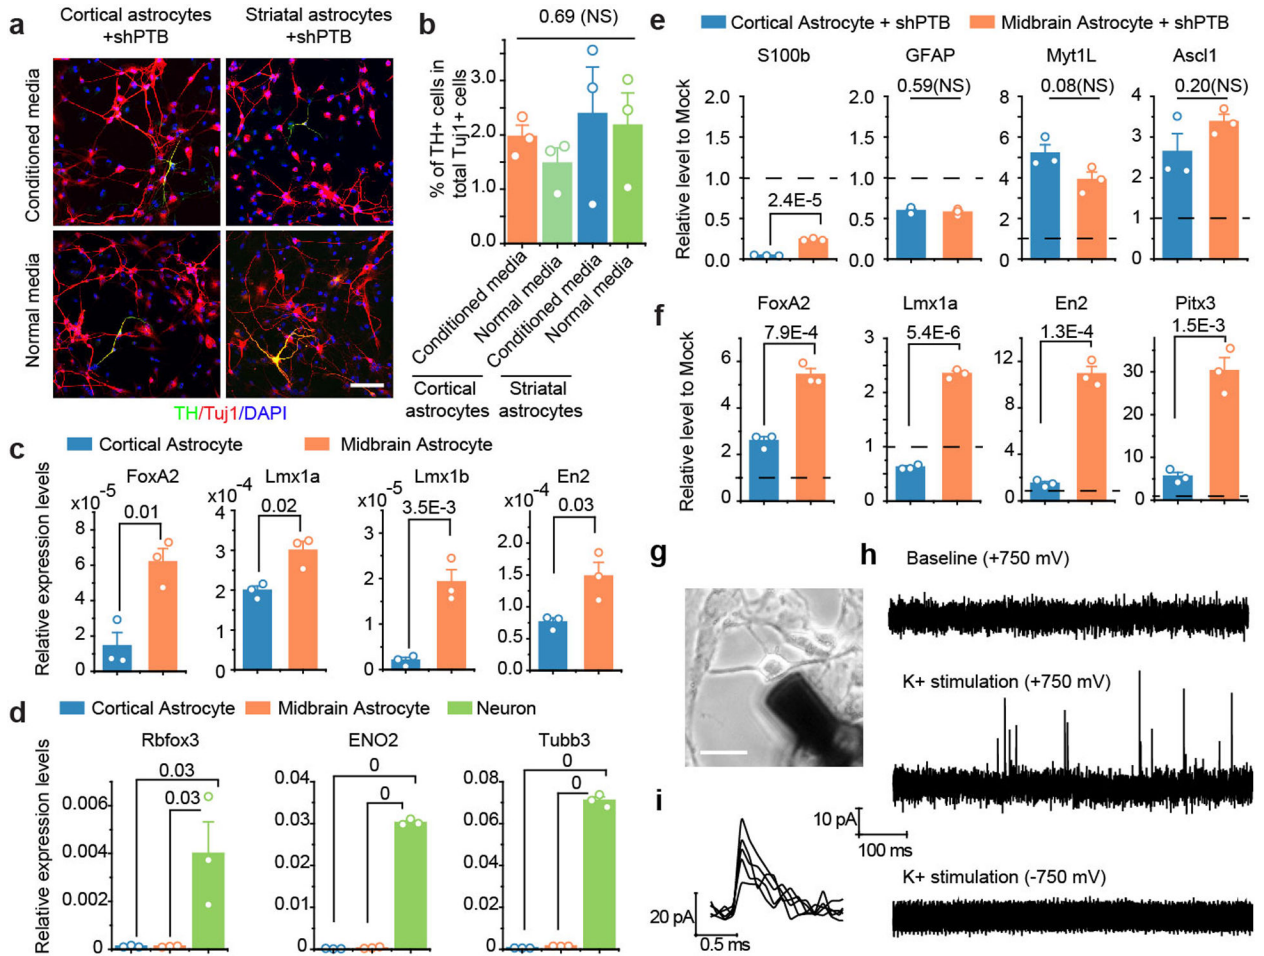 a
Cortical astrocytes
+shPTB
Striatal astrocytes
+shPTB
Conditioned media
Normal media
TH/Tuj1/DAPI
b
0.69 (NS)
% of TH+ cells in
total Tuj1+ cells
3.0
2.0
1.0
0.0
Conditioned media
Normal media
Conditioned media
Normal media
Cortical
astrocytes
Striatal
astrocytes
c
Cortical Astrocyte
Midbrain Astrocyte
Relative expression levels
FoxA2
x10-5
0.01
8
6
4
2
0
Lmx1a
x10-4
0.02
4
3
2
1
0
Lmx1b
x10-5
3.5E-3
3
2
1
0
En2
x10-4
0.03
2.0
1.5
1.0
0.5
0.0
d
Cortical Astrocyte
Midbrain Astrocyte
Neuron
Relative expression levels
Rbfox3
0.03
0.03
0.006
0.004
0.002
0
ENO2
0
0
0.04
0.03
0.02
0.01
0
Tubb3
0
0
0.08
0.06
0.04
0.02
0
e
Cortical Astrocyte + shPTB
Midbrain Astrocyte + shPTB
Relative level to Mock
S100b
2.4E-5
2.0
1.5
1.0
0.5
0.0
GFAP
0.59(NS)
2.0
1.5
1.0
0.5
0.0
Myt1L
0.08(NS)
8
6
4
2
0
Ascl1
0.20(NS)
4
3
2
1
0
f
Relative level to Mock
FoxA2
7.9E-4
6
4
2
0
Lmx1a
5.4E-6
3
2
1
0
En2
1.3E-4
12
8
4
0
Pitx3
1.5E-3
30
20
10
0
g
h
Baseline (+750 mV)
K+ stimulation (+750 mV)
10 pA
100 ms
K+ stimulation (-750 mV)
i
20 pA
0.5 ms